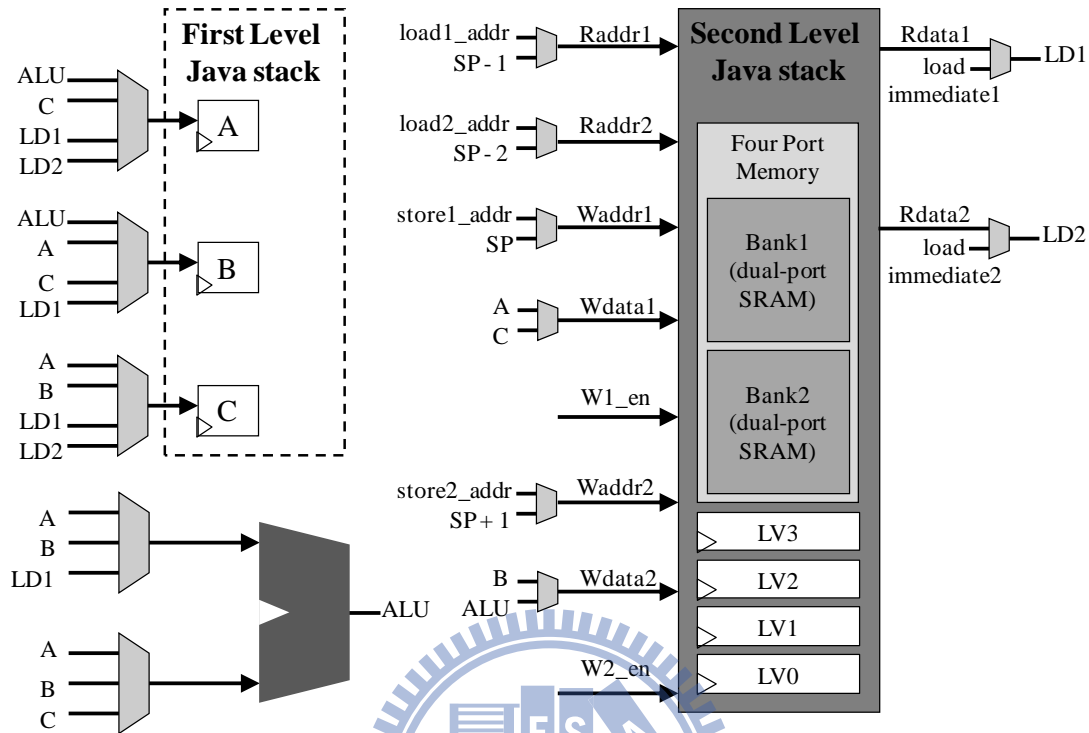 First Level
Java stack
ALU
C
LD1
LD2
A
ALU
A
C
LD1
B
A
B
LD1
LD2
C
A
B
LD1
A
B
C
ALU
load1_addr
SP - 1
Raddr1
load2_addr
SP - 2
Raddr2
store1_addr
SP
Waddr1
A
C
Wdata1
W1_en
store2_addr
SP + 1
Waddr2
B
ALU
Wdata2
W2_en
Second Level
Java stack
Four Port
Memory
Bank1
(dual-port
SRAM)
Bank2
(dual-port
SRAM)
LV3
LV2
LV1
LV0
Rdata1
load
immediate1
LD1
Rdata2
load
immediate2
LD2
ESA